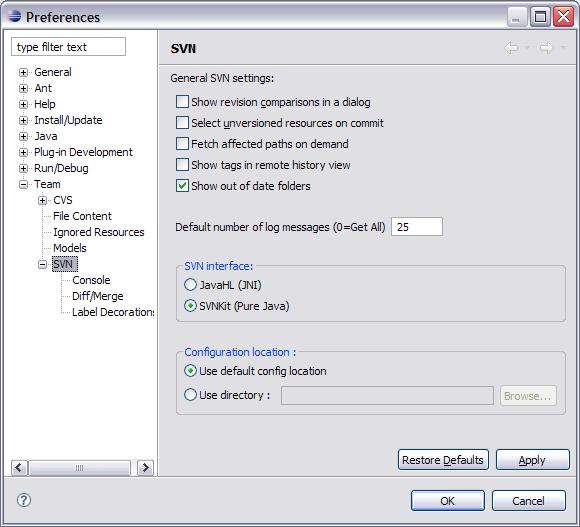 Preferences
type filter text
General
Ant
Help
Install/Update
Java
Plug-in Development
Run/Debug
Team
CVS
File Content
Ignored Resources
Models
SVN
Console
Diff/Merge
Label Decorations
SVN
General SVN settings:
Show revision comparisons in a dialog
Select unversioned resources on commit
Fetch affected paths on demand
Show tags in remote history view
Show out of date folders
Default number of log messages (0=Get All) 25
SVN interface:
JavaHL (JNI)
SVNKit (Pure Java)
Configuration location :
Use default config location
Use directory : Browse...
Restore Defaults Apply
? OK Cancel